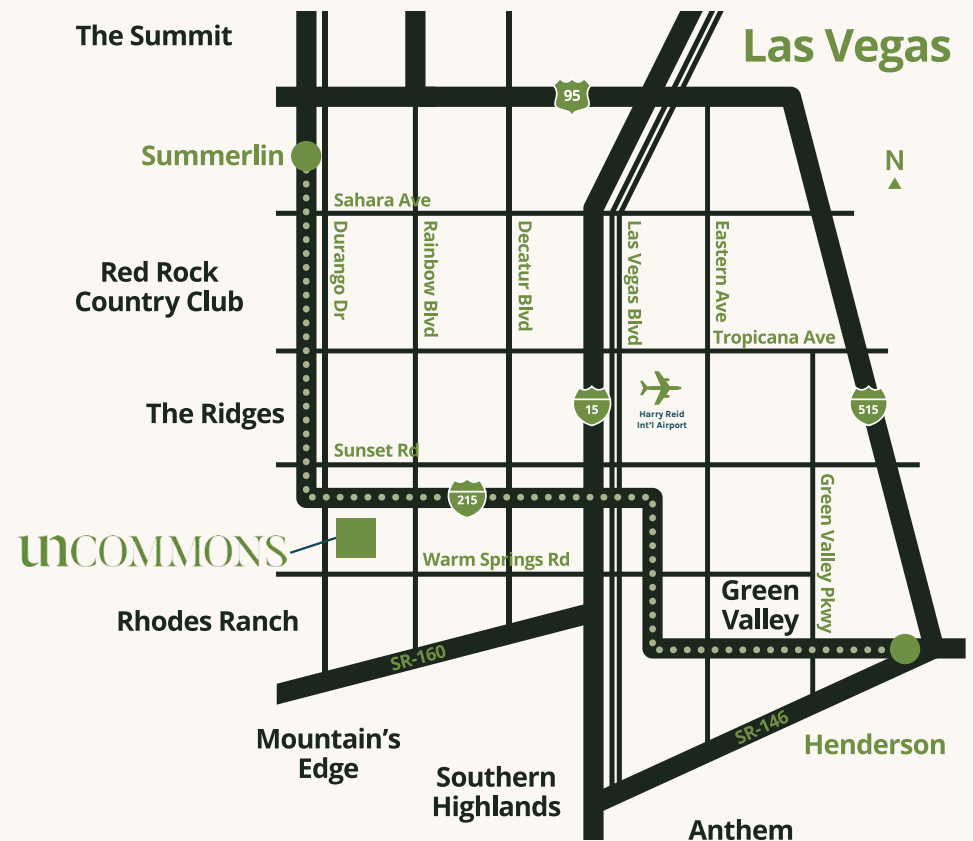 The Summit
Las Vegas
95
Summerlin
N
Sahara Ave
Durango Dr
Rainbow Blvd
Decatur Blvd
Las Vegas Blvd
Eastern Ave
Red Rock
Country Club
Tropicana Ave
The Ridges
15
Harry Reid
Int'l Airport
515
Sunset Rd
215
Green Valley Pkwy
unCOMMONS
Warm Springs Rd
Green
Valley
Rhodes Ranch
SR-160
SR-146
Mountain's
Edge
Henderson
Southern
Highlands
Anthem